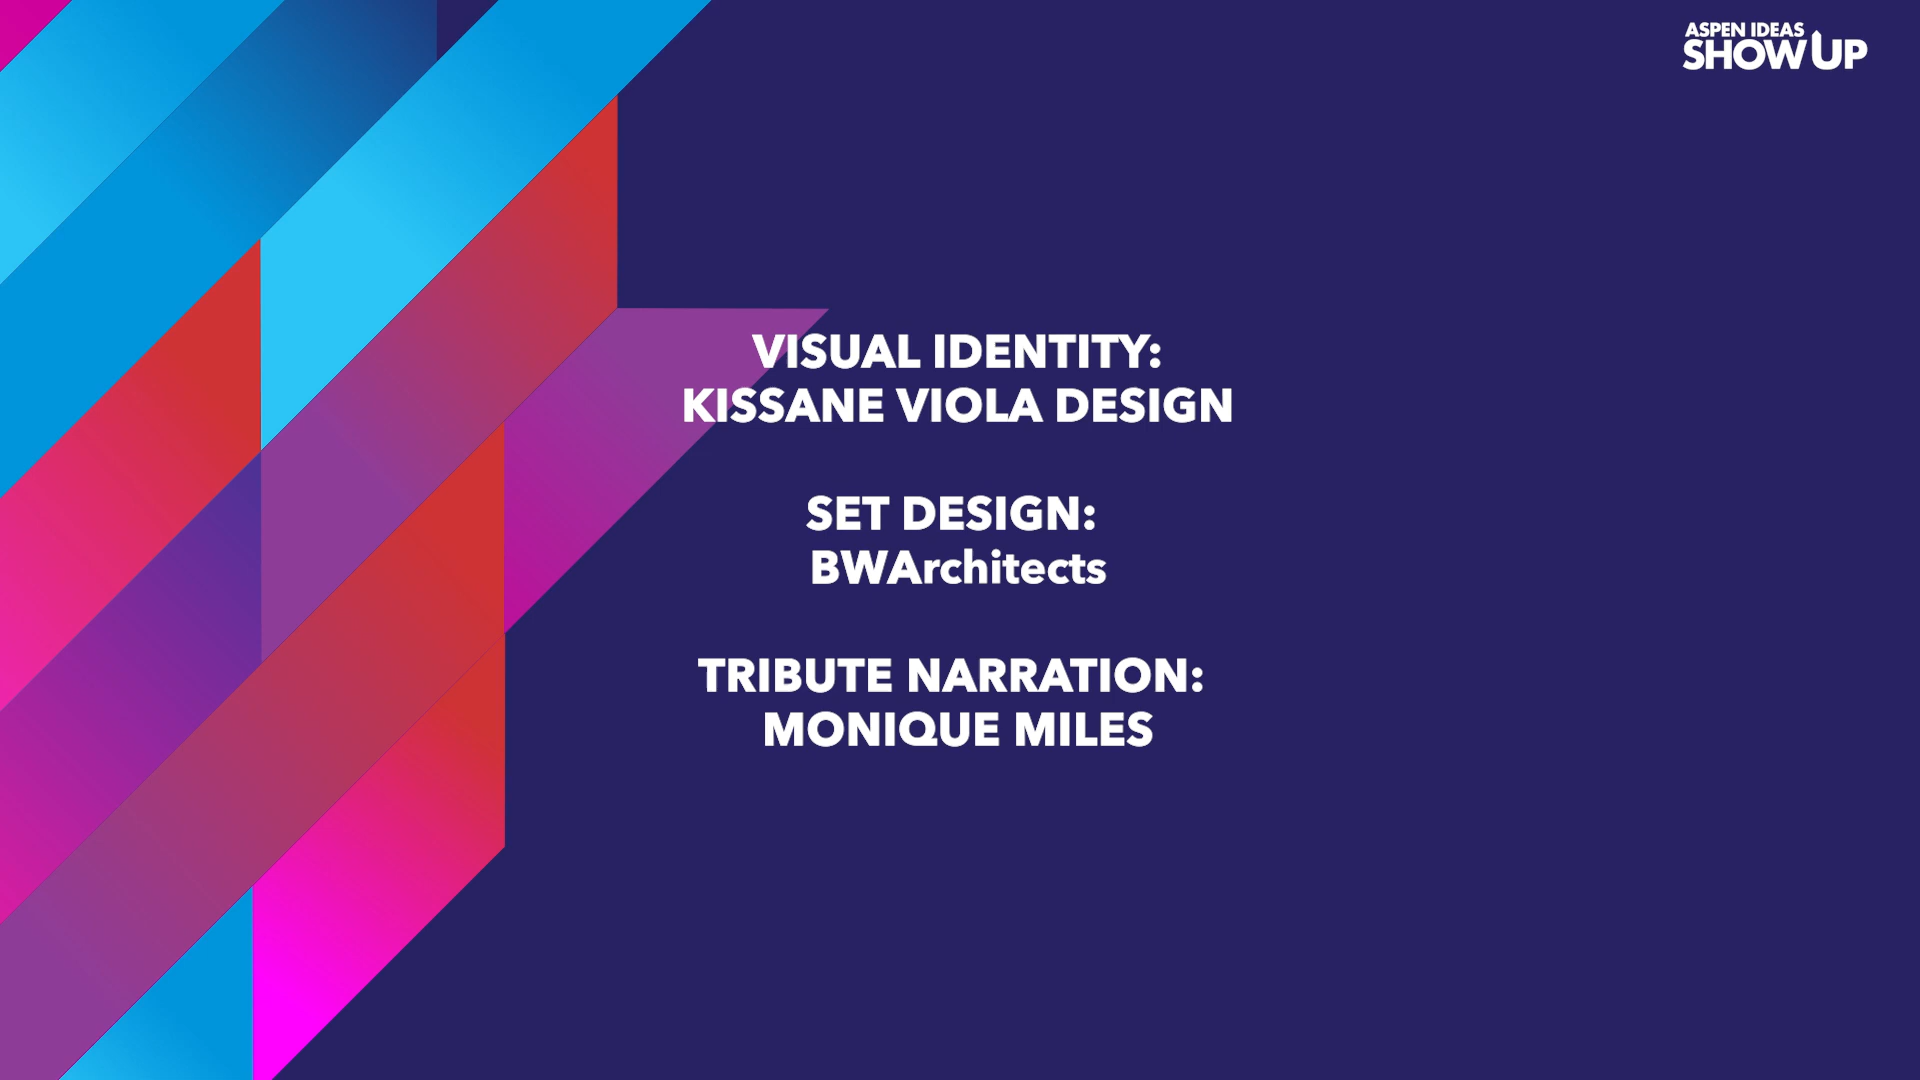 ASPEN IDEAS
SHOW UP
VISUAL IDENTITY:
KISSANE VIOLA DESIGN
SET DESIGN:
BWArchitects
TRIBUTE NARRATION:
MONIQUE MILES